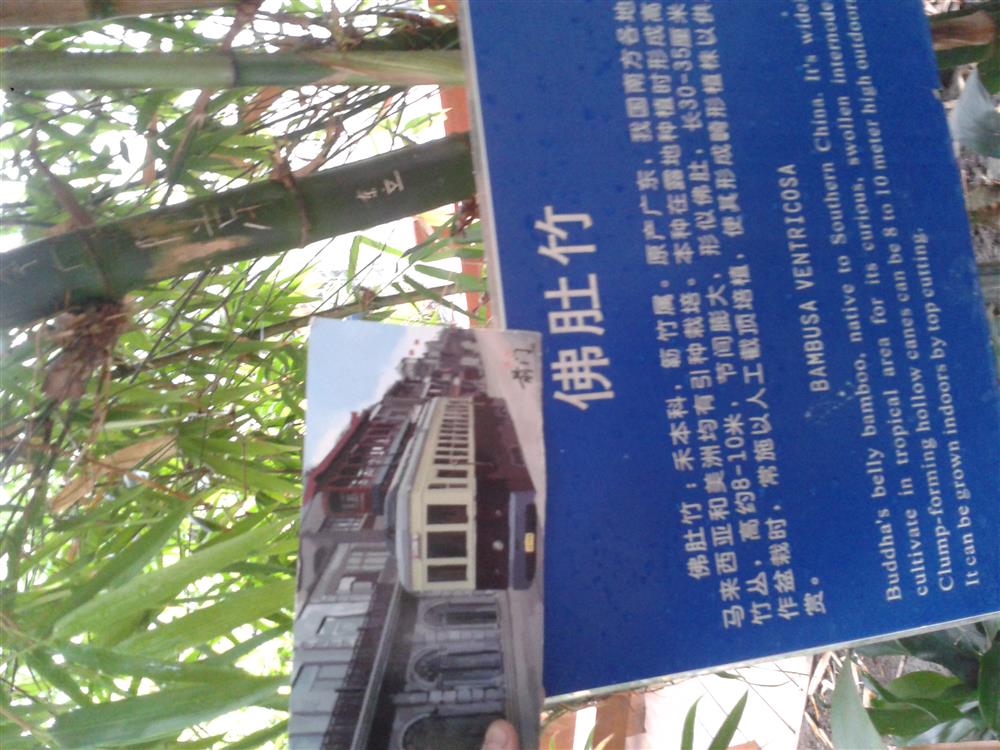 佛肚竹
佛肚竹：禾本科，簕竹属。原产广东，我国南方各地
马来西亚和美洲均有引种栽培。本种在露地种植时形成高
竹丛，高约8-10米，节间膨大，形似佛肚，长30-35厘米
作盆栽时，常施以人工截顶培植，使其形成畸形植株以供
赏。
BAMBUSA VENTRICOSA
Buddha's belly bamboo, native to Southern China. It's widel
cultivate in tropical area for its curious, swollen internode
Clump-forming hollow canes can be 8 to 10 meter high outdoor
It can be grown indoors by top cutting.
前门